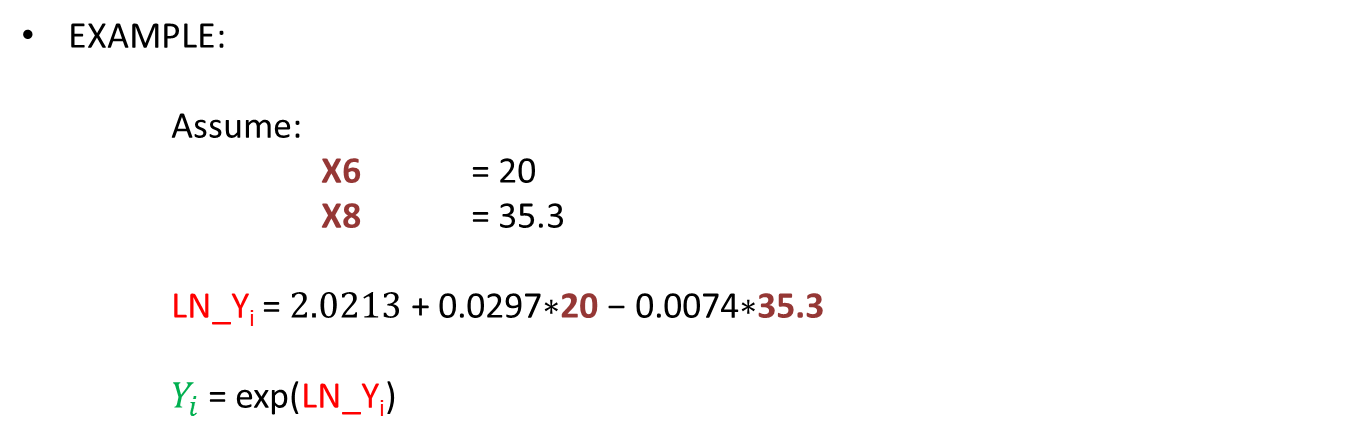 • EXAMPLE:
Assume:
X6 = 20
X8 = 35.3
LN_Yi = 2.0213 + 0.0297*20 − 0.0074*35.3
Yi = exp(LN_Yi)